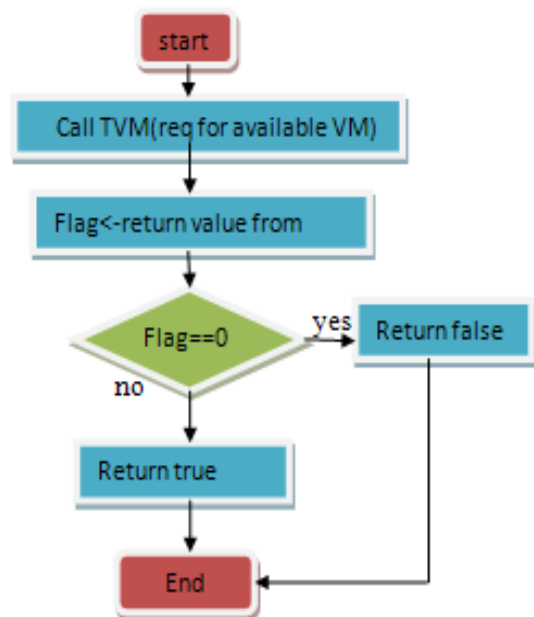 start
Call TVM(req for available VM)
Flag<-return value from
Flag==0
yes
Return false
no
Return true
End